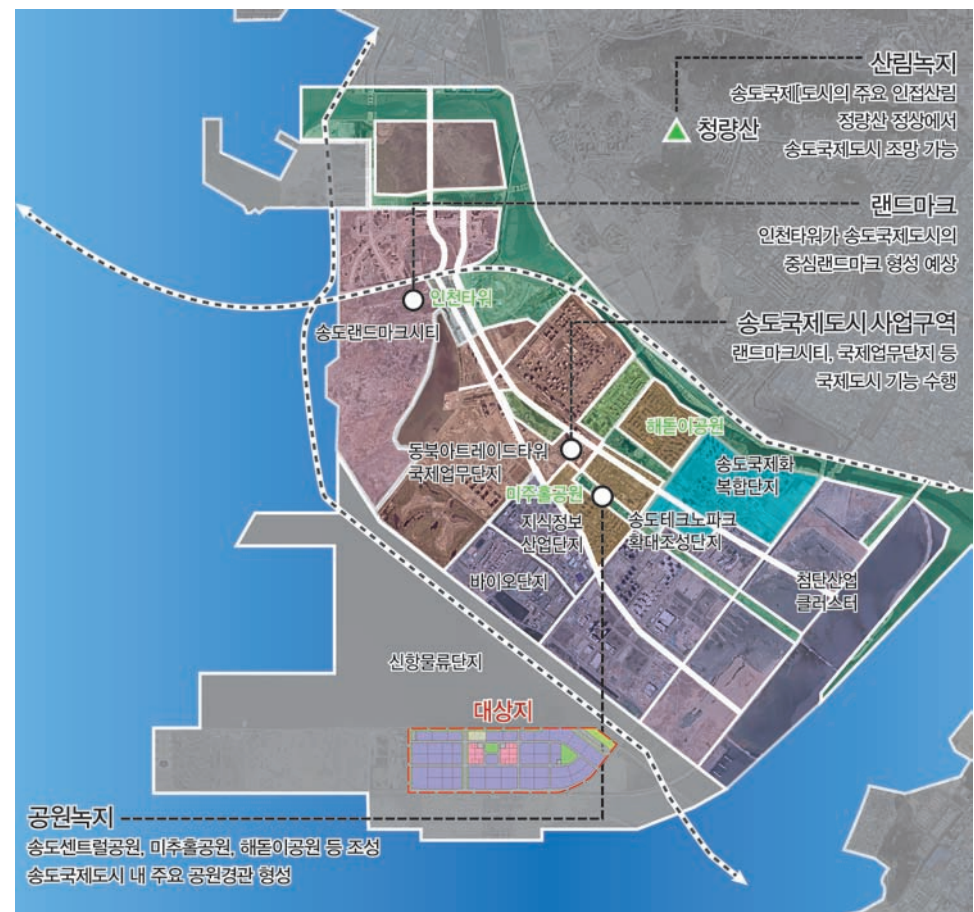 산림녹지
송도국제도시의 주요 인접산림
정량산 정상에서
송도국제도시 조망 가능
청량산
랜드마크
인천타워가 송도국제도시의
중심랜드마크 형성 예상
인천타워
송도랜드마크시티
송도국제도시 사업구역
랜드마크시티, 국제업무단지 등
국제도시 기능 수행
해돋이공원
동북아트레이드타워
국제업무단지
송도국제화
복합단지
미추홀공원
지식정보
산업단지
송도테크노파크
확대조성단지
바이오단지
첨단산업
클러스터
신항물류단지
대상지
공원녹지
송도센트럴공원, 미추홀공원, 해돋이공원 등 조성
송도국제도시 내 주요 공원경관 형성